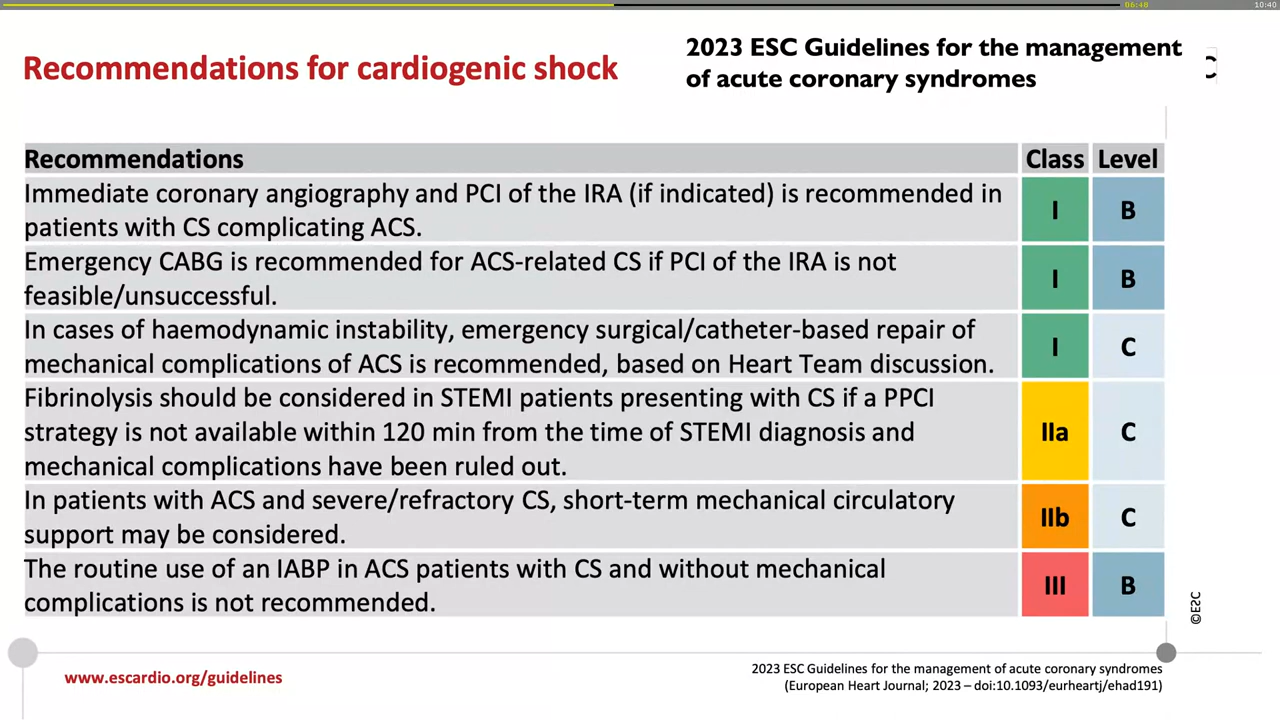 06:40
10:40
Recommendations for cardiogenic shock
2023 ESC Guidelines for the management
of acute coronary syndromes
Recommendations Class Level
Immediate coronary angiography and PCI of the IRA (if indicated) is recommended in
patients with CS complicating ACS.
I B
Emergency CABG is recommended for ACS-related CS if PCI of the IRA is not
feasible/unsuccessful.
I B
In cases of haemodynamic instability, emergency surgical/catheter-based repair of
mechanical complications of ACS is recommended, based on Heart Team discussion.
I C
Fibrinolysis should be considered in STEMI patients presenting with CS if a PPCI
strategy is not available within 120 min from the time of STEMI diagnosis and
mechanical complications have been ruled out.
IIa C
In patients with ACS and severe/refractory CS, short-term mechanical circulatory
support may be considered.
IIb C
The routine use of an IABP in ACS patients with CS and without mechanical
complications is not recommended.
III B
©ESC
www.escardio.org/guidelines
2023 ESC Guidelines for the management of acute coronary syndromes
(European Heart Journal; 2023 – doi:10.1093/eurheartj/ehad191)